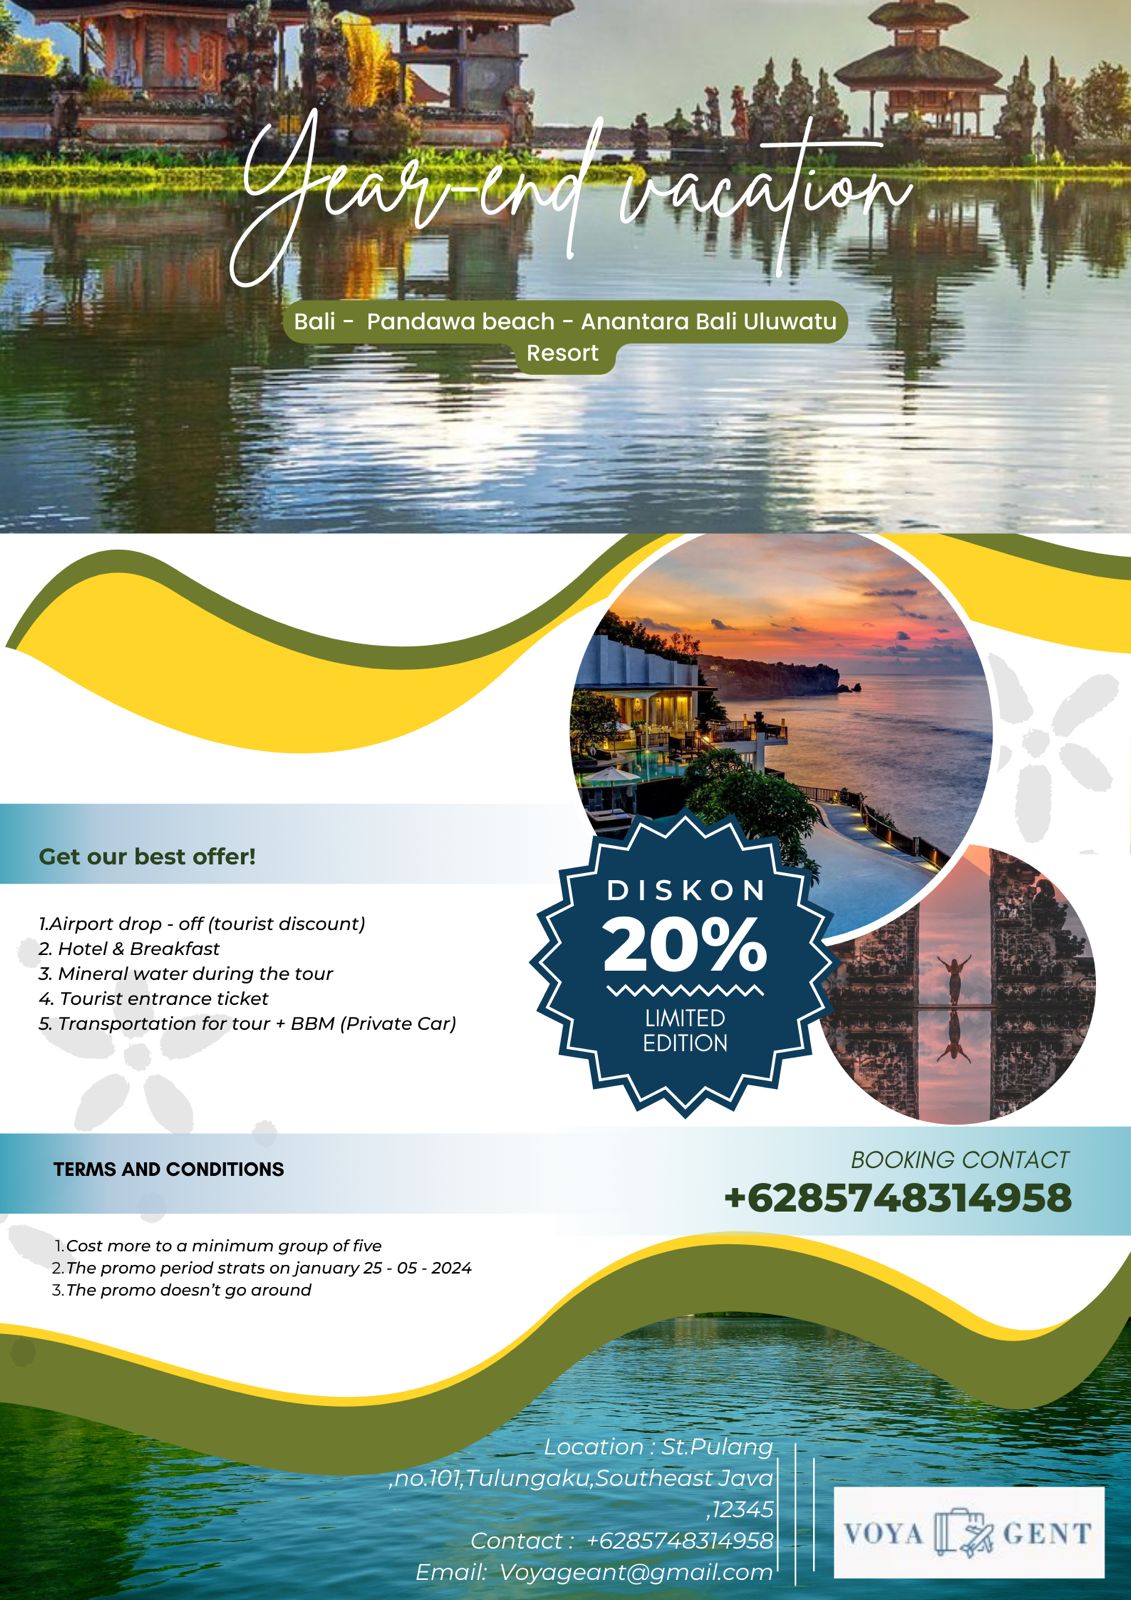 Year-end vacation
Bali - Pandawa beach - Anantara Bali Uluwatu
Resort
Get our best offer!
1.Airport drop - off (tourist discount)
2. Hotel & Breakfast
3. Mineral water during the tour
4. Tourist entrance ticket
5. Transportation for tour + BBM (Private Car)
DISKON
20%
LIMITED
EDITION
TERMS AND CONDITIONS
1.Cost more to a minimum group of five
2.The promo period strats on january 25 - 05 - 2024
3.The promo doesn't go around
BOOKING CONTACT
+6285748314958
Location : St.Pulang
,no.101,Tulungaku,Southeast Java
,12345
Contact : +6285748314958
Email: Voyageant@gmail.com
VOYA GENT